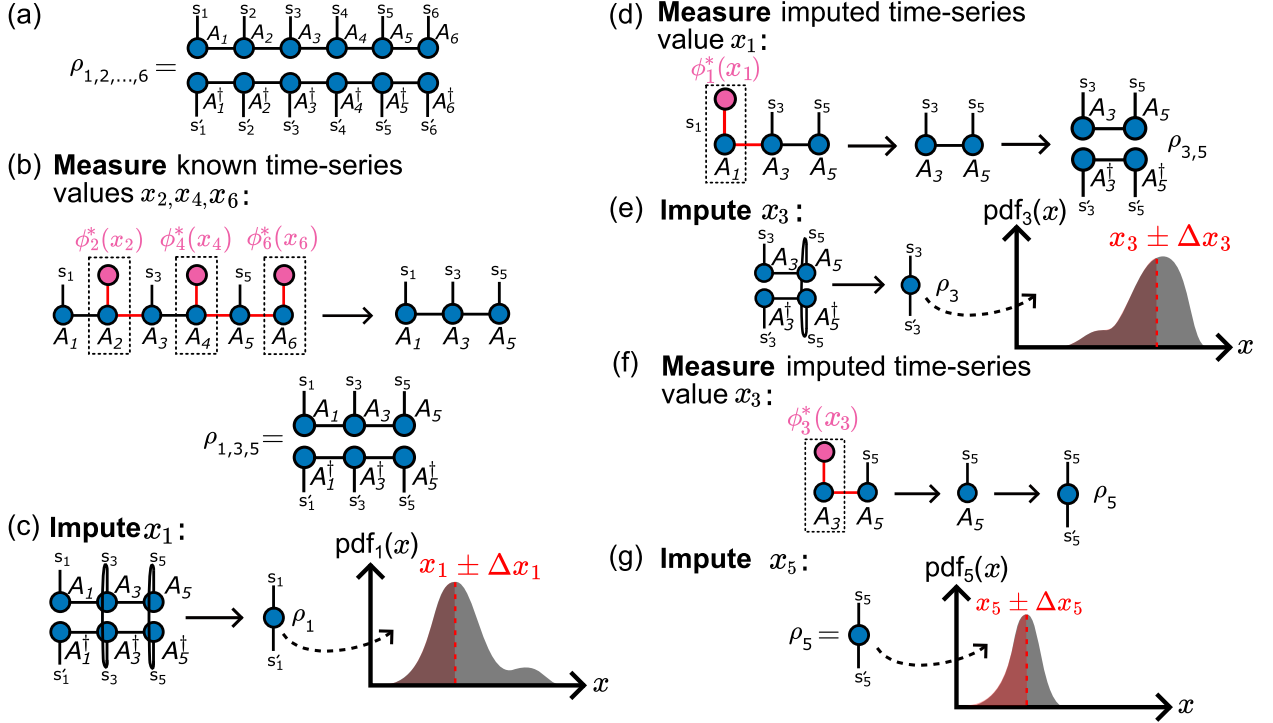 (a)
s₁ s₂ s₃ s₄ s₅ s₆
A₁ A₂ A₃ A₄ A₅ A₆
ρ₁,₂,...,₆ =
A₁† A₂† A₃† A₄† A₅† A₆†
s′₁ s′₂ s′₃ s′₄ s′₅ s′₆
(b) Measure known time-series
values x₂,x₄,x₆:
ϕ₂*(x₂) ϕ₄*(x₄) ϕ₆*(x₆)
s₁ s₃ s₅ s₁ s₃ s₅
A₁ A₂ A₃ A₄ A₅ A₆ A₁ A₃ A₅
s₁ s₃ s₅
A₁ A₃ A₅
ρ₁,₃,₅ =
A₁† A₃† A₅†
s′₁ s′₃ s′₅
(c) Impute x₁:
s₁ s₃ s₅
A₁ A₃ A₅
A₁† A₃† A₅†
s′₁ s₃ s₅
s₁
ρ₁
s′₁
pdf₁(x)
x₁ ± Δx₁
x
(d) Measure imputed time-series
value x₁:
ϕ₁*(x₁)
s₁ s₃ s₅
A₁ A₃ A₅
s₃ s₅
A₃ A₅
s₃ s₅
A₃ A₅
ρ₃,₅
A₃† A₅†
s′₃ s′₅
(e) Impute x₃:
s₃ s₅
A₃ A₅
A₃† A₅†
s′₃ s₅
s₃
ρ₃
s′₃
pdf₃(x)
x₃ ± Δx₃
x
(f) Measure imputed time-series
value x₃:
ϕ₃*(x₃)
s₅ s₅ s₅
A₃ A₅ A₅ ρ₅
s′₅
(g) Impute x₅:
s₅
ρ₅ =
s′₅
pdf₅(x)
x₅ ± Δx₅
x